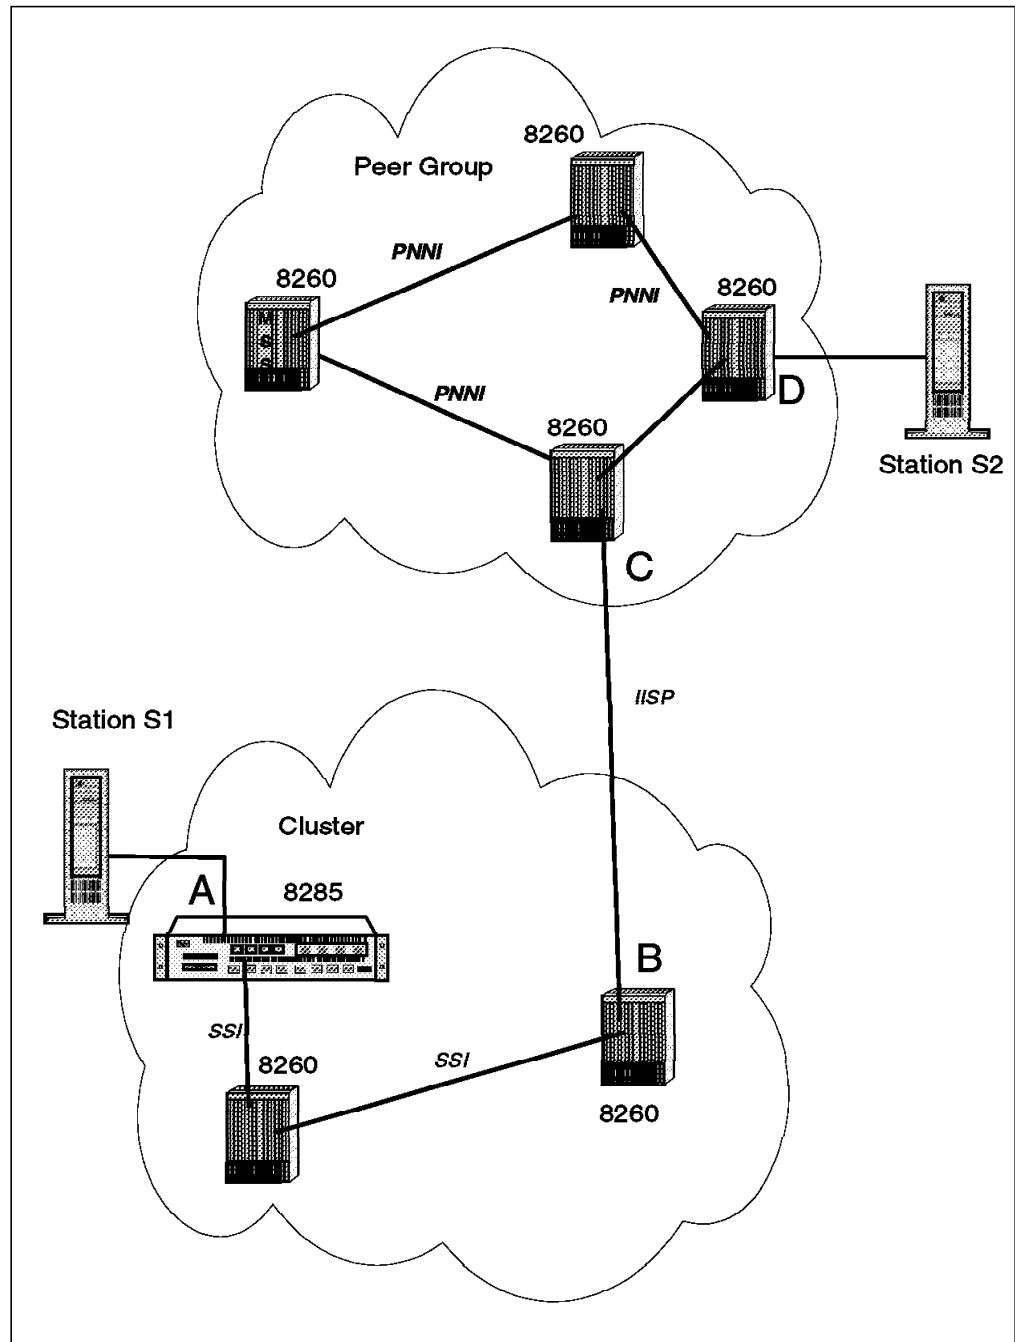 8260
Peer Group
PNNI
8260
PNNI
8260
MSS
PNNI
D
8260
Station S2
C
IISP
Station S1
Cluster
A
8285
B
SSI
SSI
8260
8260